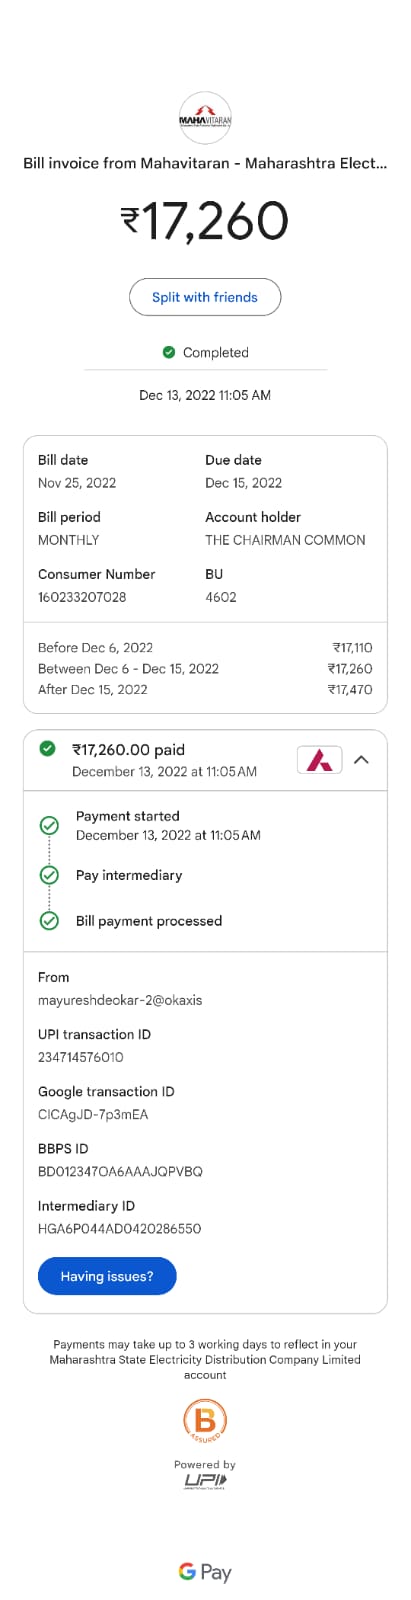 MAHAVITARAN
Bill invoice from Mahavitaran - Maharashtra Elect...
₹17,260
Split with friends
Completed
Dec 13, 2022 11:05 AM
Bill date Due date
Nov 25, 2022 Dec 15, 2022
Bill period Account holder
MONTHLY THE CHAIRMAN COMMON
Consumer Number BU
160233207028 4602
Before Dec 6, 2022 ₹17,110
Between Dec 6 - Dec 15, 2022 ₹17,260
After Dec 15, 2022 ₹17,470
₹17,260.00 paid
December 13, 2022 at 11:05 AM
Payment started
December 13, 2022 at 11:05 AM
Pay intermediary
Bill payment processed
From
mayureshdeokar-2@okaxis
UPI transaction ID
234714576010
Google transaction ID
CICAgJD-7p3mEA
BBPS ID
BD012347OA6AAAJQPVBQ
Intermediary ID
HGA6P044AD0420286550
Having issues?
Payments may take up to 3 working days to reflect in your
Maharashtra State Electricity Distribution Company Limited
account
B
ASSURED
Powered by
UPI
G Pay